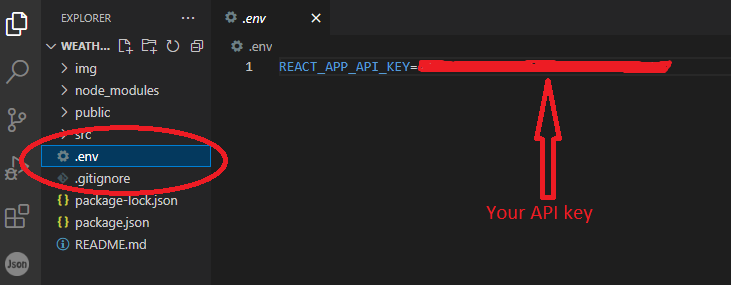 EXPLORER
WEATH...
img
node_modules
public
src
.env
.gitignore
package-lock.json
package.json
README.md
Json
.env
.env
1 REACT_APP_API_KEY=
Your API key